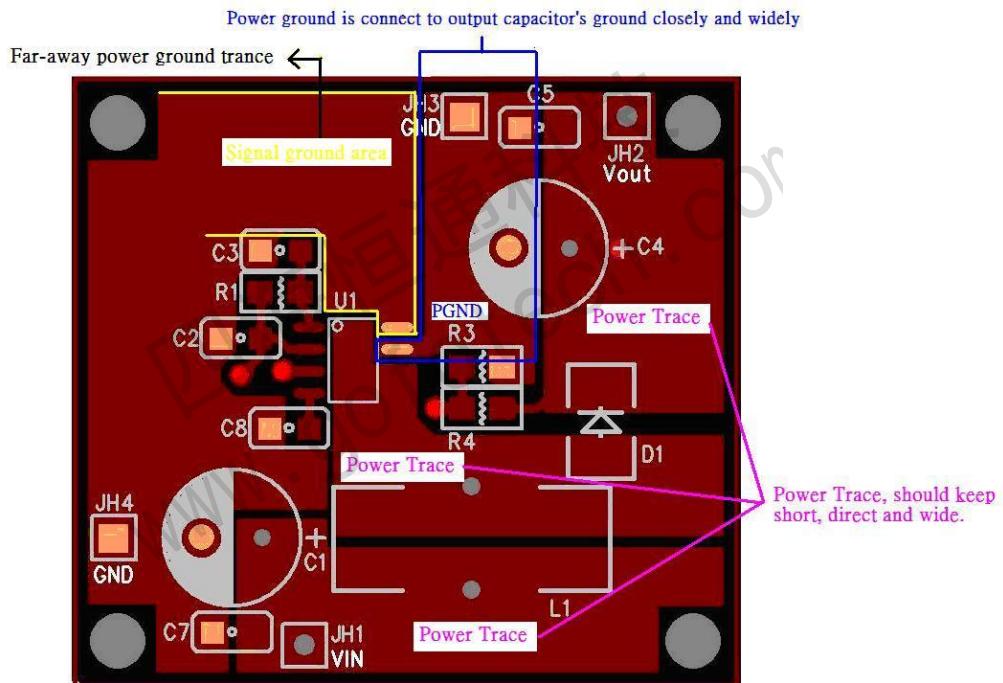 Power ground is connect to output capacitor's ground closely and widely
Far-away power ground trance
JH3
GND
C5
JH2
Vout
Signal ground area
C3
R1
U1
C2
C4
PGND
R3
Power Trace
C8
R4
D1
Power Trace
Power Trace, should keep
short, direct and wide.
JH4
GND
C1
L1
C7
JH1
VIN
Power Trace